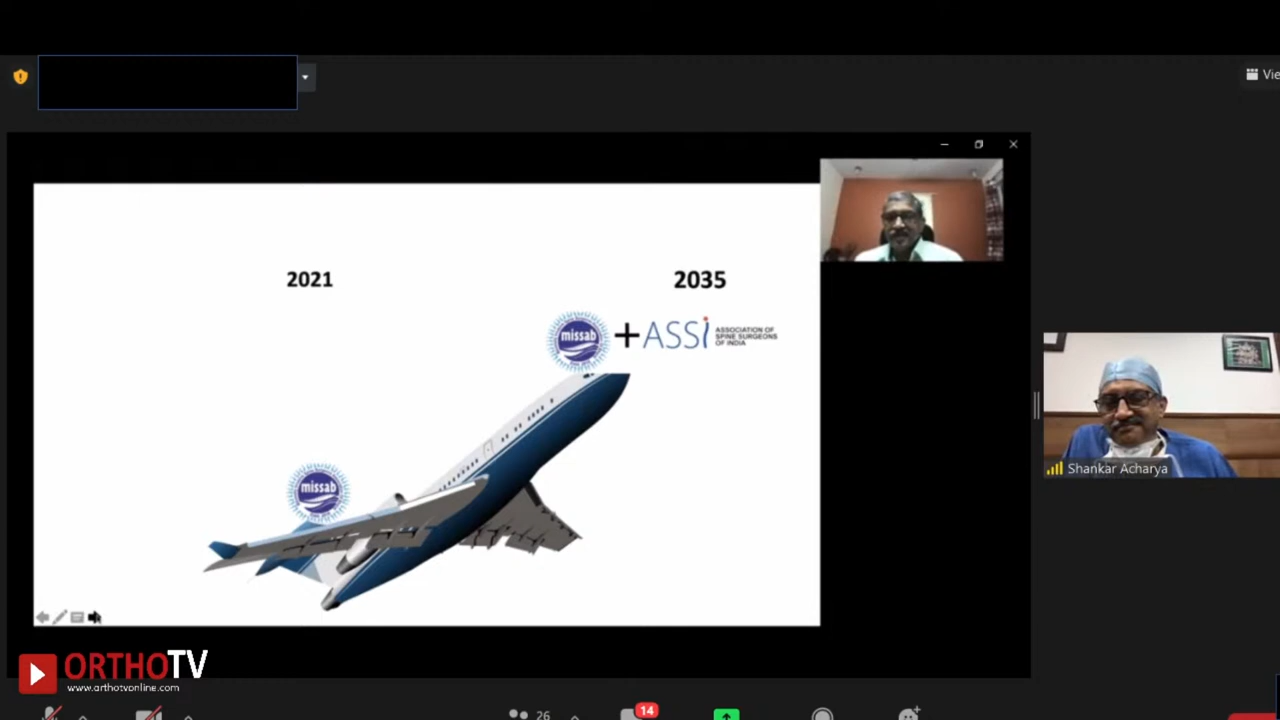 Vie
2021
2035
missab
+
ASSi
ASSOCIATION OF
SPINE SURGEONS
OF INDIA
missab
Shankar Acharya
ORTHOTV
www.orthotvonline.com
26
14